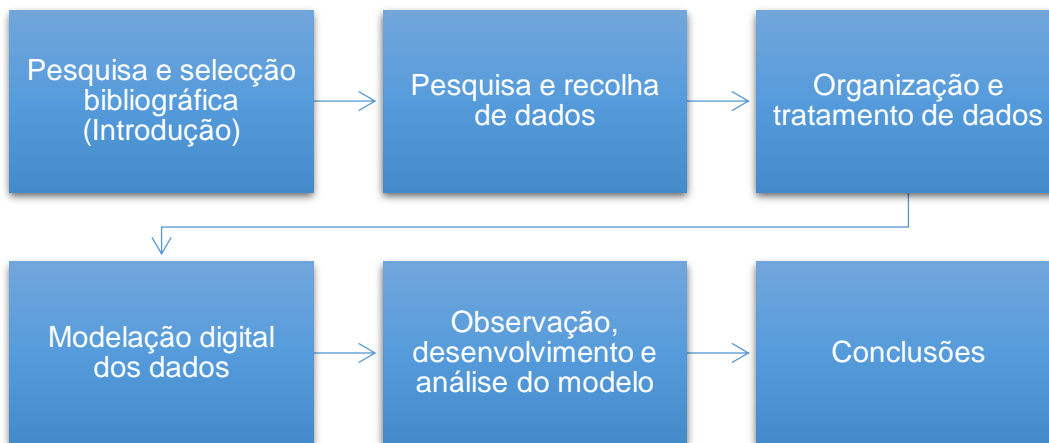 Pesquisa e selecção
bibliográfica
(Introdução)
Pesquisa e recolha
de dados
Organização e
tratamento de dados
Modelação digital
dos dados
Observação,
desenvolvimento e
análise do modelo
Conclusões